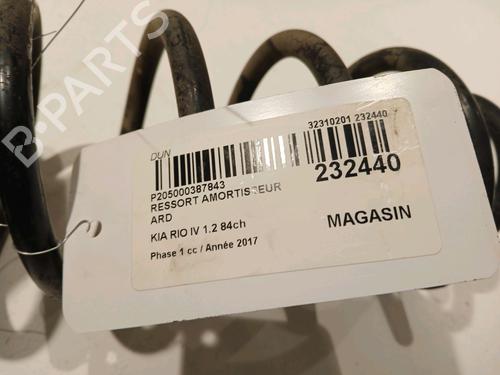 B-PARTS
DUN
32310201 232440
P205000387843
232440
RESSORT AMORTISSEUR
ARD
KIA RIO IV 1.2 84ch
MAGASIN
Phase 1 cc / Année 2017